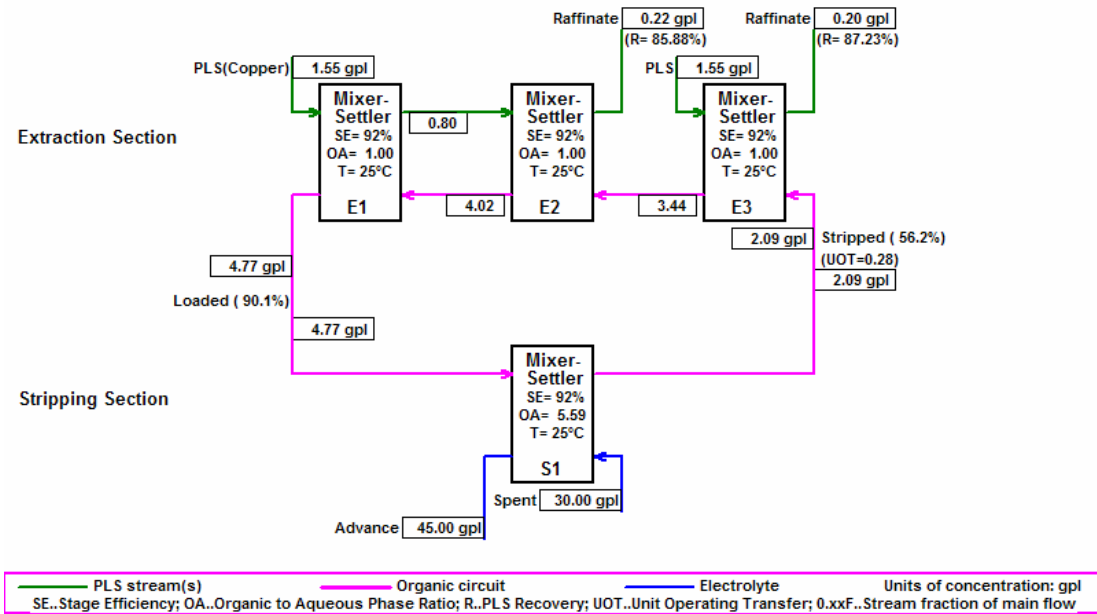 Raffinate 0.22 gpl
(R= 85.88%)
Raffinate 0.20 gpl
(R= 87.23%)
PLS(Copper) 1.55 gpl
PLS 1.55 gpl
Extraction Section
Mixer-
Settler
SE= 92%
OA= 1.00
T= 25ºC
E1
0.80
Mixer-
Settler
SE= 92%
OA= 1.00
T= 25ºC
E2
Mixer-
Settler
SE= 92%
OA= 1.00
T= 25ºC
E3
4.02
3.44
2.09 gpl Stripped ( 56.2%)
(UOT=0.28)
2.09 gpl
4.77 gpl
Loaded ( 90.1%)
4.77 gpl
Stripping Section
Mixer-
Settler
SE= 92%
OA= 5.59
T= 25ºC
S1
Spent 30.00 gpl
Advance 45.00 gpl
PLS stream(s) Organic circuit Electrolyte Units of concentration: gpl
SE..Stage Efficiency; OA..Organic to Aqueous Phase Ratio; R..PLS Recovery; UOT..Unit Operating Transfer; 0.xxF..Stream fraction of main flow